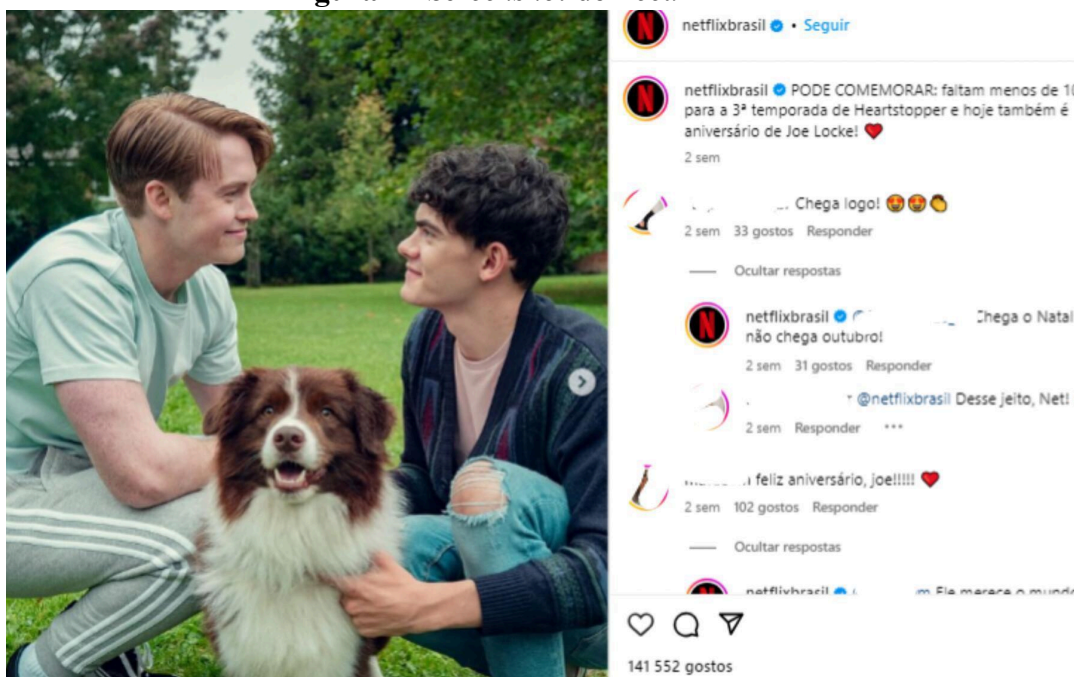 netflixbrasil • Seguir
netflixbrasil PODE COMEMORAR: faltam menos de 10
para a 3ª temporada de Heartstopper e hoje também é
aniversário de Joe Locke! ❤️
2 sem
Chega logo! 😍😍👏
2 sem 33 gostos Responder
Ocultar respostas
netflixbrasil Chega o Natal
não chega outubro!
2 sem 31 gostos Responder
@netflixbrasil Desse jeito, Net!
2 sem Responder •••
feliz aniversário, joe!!!!! ❤️
2 sem 102 gostos Responder
Ocultar respostas
netflixbrasil Ele merece o mundo
141 552 gostos